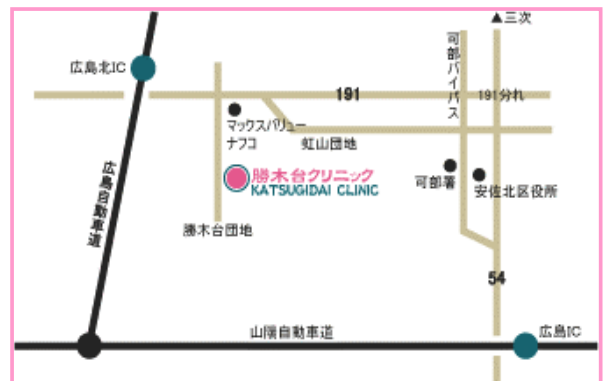 ▲三次
広島北IC
可部バイパス
191
191分れ
マックスバリュー
ナフコ
虹山団地
勝木台クリニック
KATSUGIDAI CLINIC
可部署
安佐北区役所
広島自動車道
勝木台団地
54
山陽自動車道
広島IC